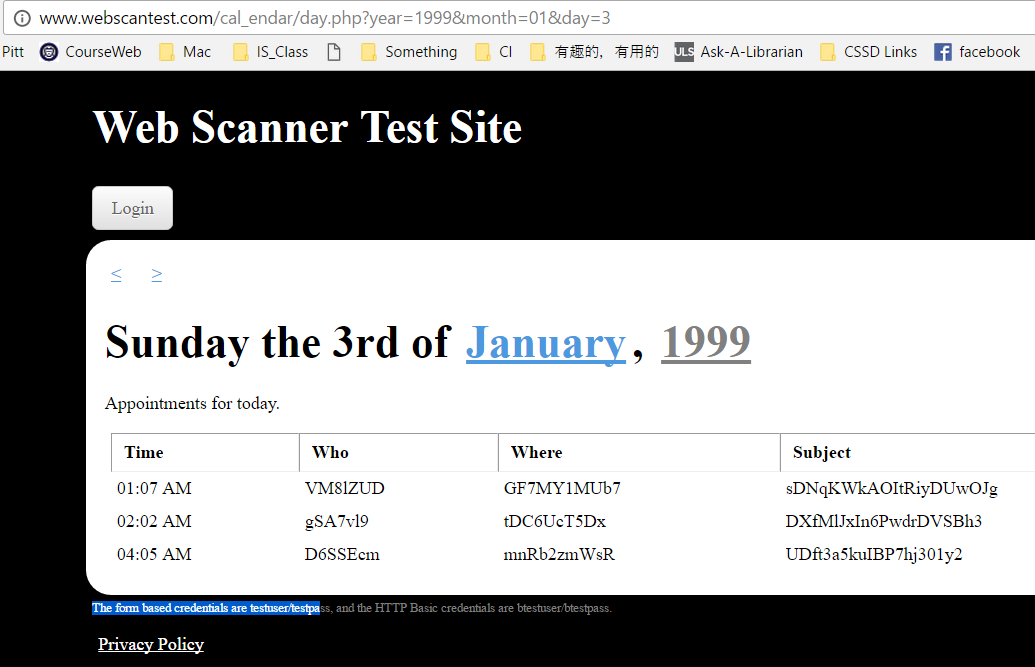 www.webscantest.com/cal_endar/day.php?year=1999&month=01&day=3
Pitt CourseWeb Mac IS_Class Something CI 有趣的，有用的 ULS Ask-A-Librarian CSSD Links facebook
Web Scanner Test Site
Login
< >
Sunday the 3rd of January , 1999
Appointments for today.
Time Who Where Subject
01:07 AM VM8lZUD GF7MY1MUb7 sDNqKWkAOItRiyDUwOJg
02:02 AM gSA7vl9 tDC6UcT5Dx DXfMlJxIn6PwdrDVSBh3
04:05 AM D6SSEcm mnRb2zmWsR UDft3a5kuIBP7hj301y2
The form based credentials are testuser/testpass, and the HTTP Basic credentials are btestuser/btestpass.
Privacy Policy